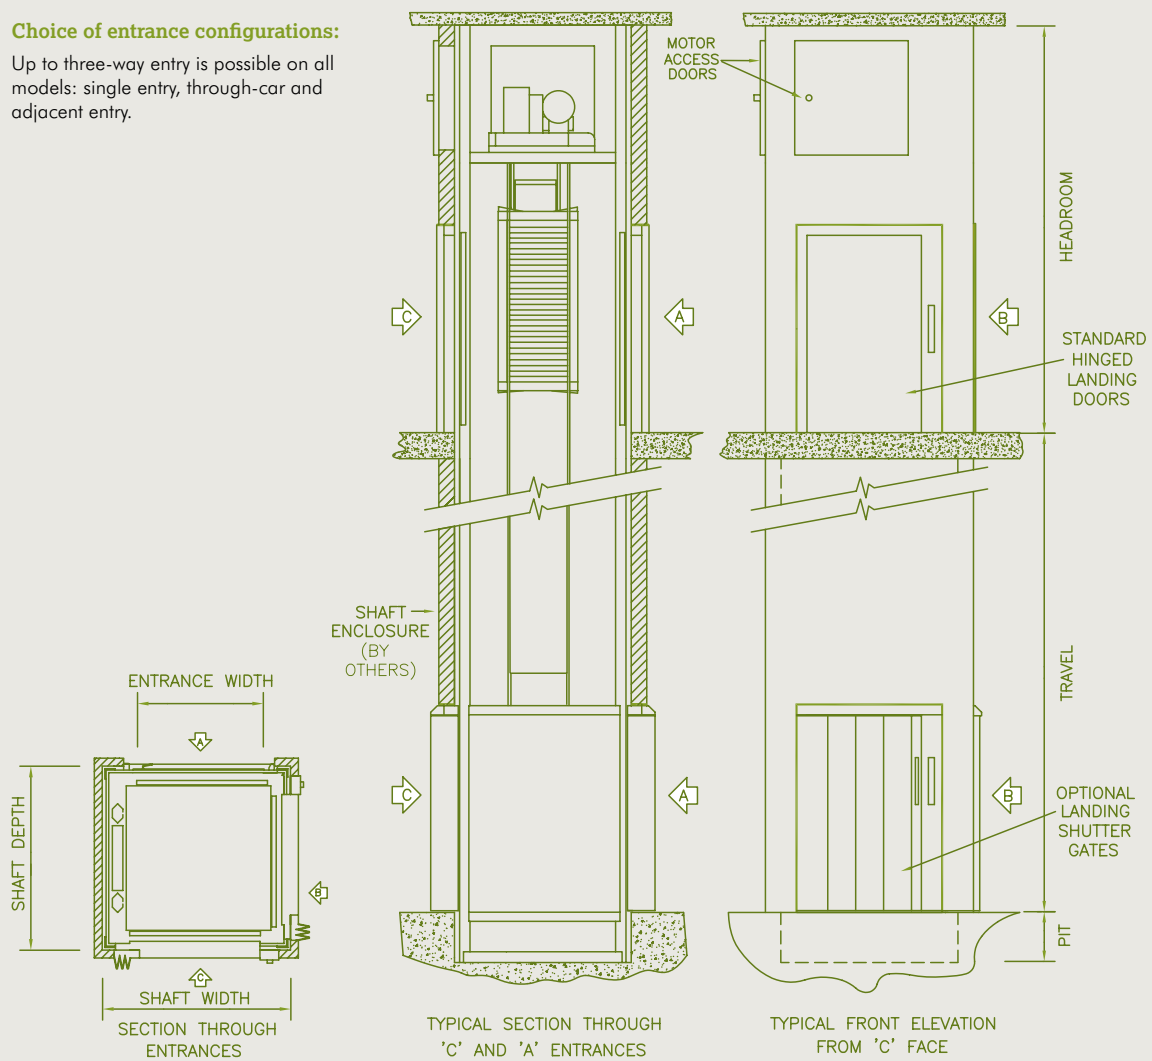 Choice of entrance configurations:
Up to three-way entry is possible on all
models: single entry, through-car and
adjacent entry.
MOTOR
ACCESS
DOORS
HEADROOM
C
A
B
STANDARD
HINGED
LANDING
DOORS
SHAFT
ENCLOSURE
(BY
OTHERS)
TRAVEL
C
A
B
OPTIONAL
LANDING
SHUTTER
GATES
PIT
ENTRANCE WIDTH
A
SHAFT DEPTH
B
C
SHAFT WIDTH
SECTION THROUGH
ENTRANCES
TYPICAL SECTION THROUGH
'C' AND 'A' ENTRANCES
TYPICAL FRONT ELEVATION
FROM 'C' FACE